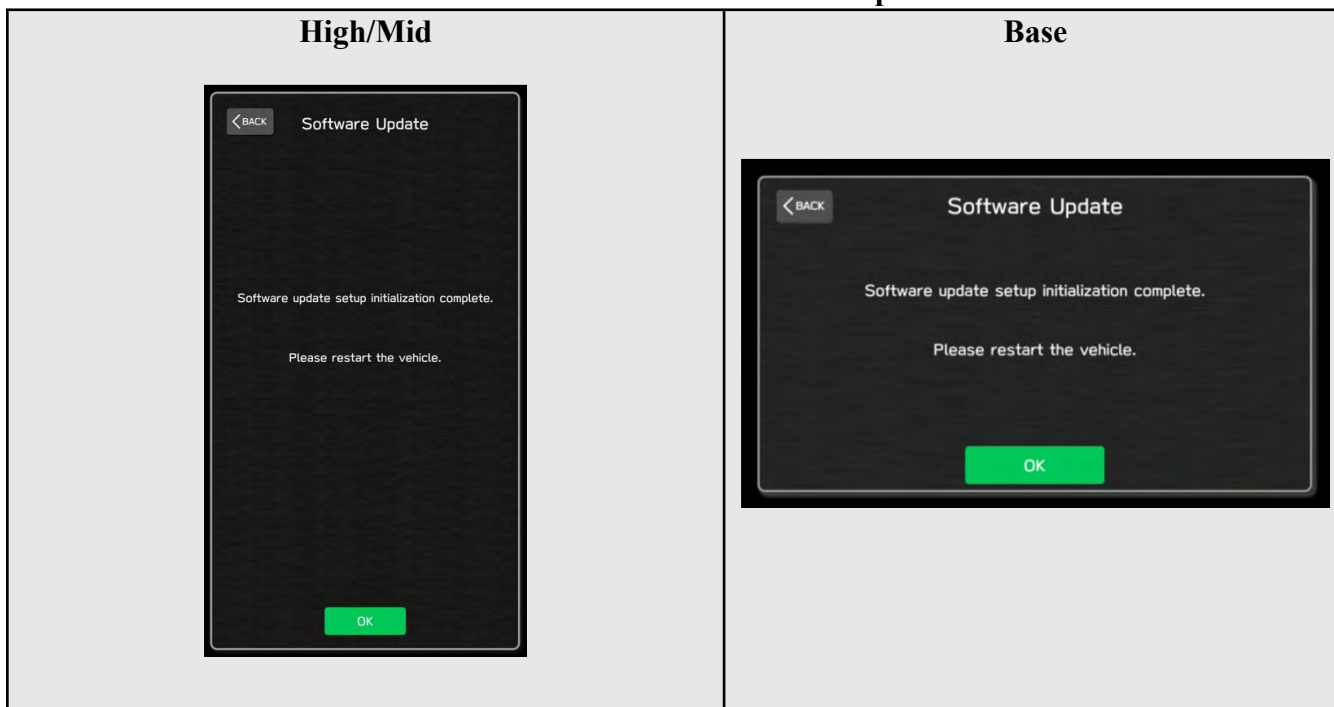 High/Mid
Base
< BACK
Software Update
Software update setup initialization complete.
Please restart the vehicle.
OK
< BACK
Software Update
Software update setup initialization complete.
Please restart the vehicle.
OK